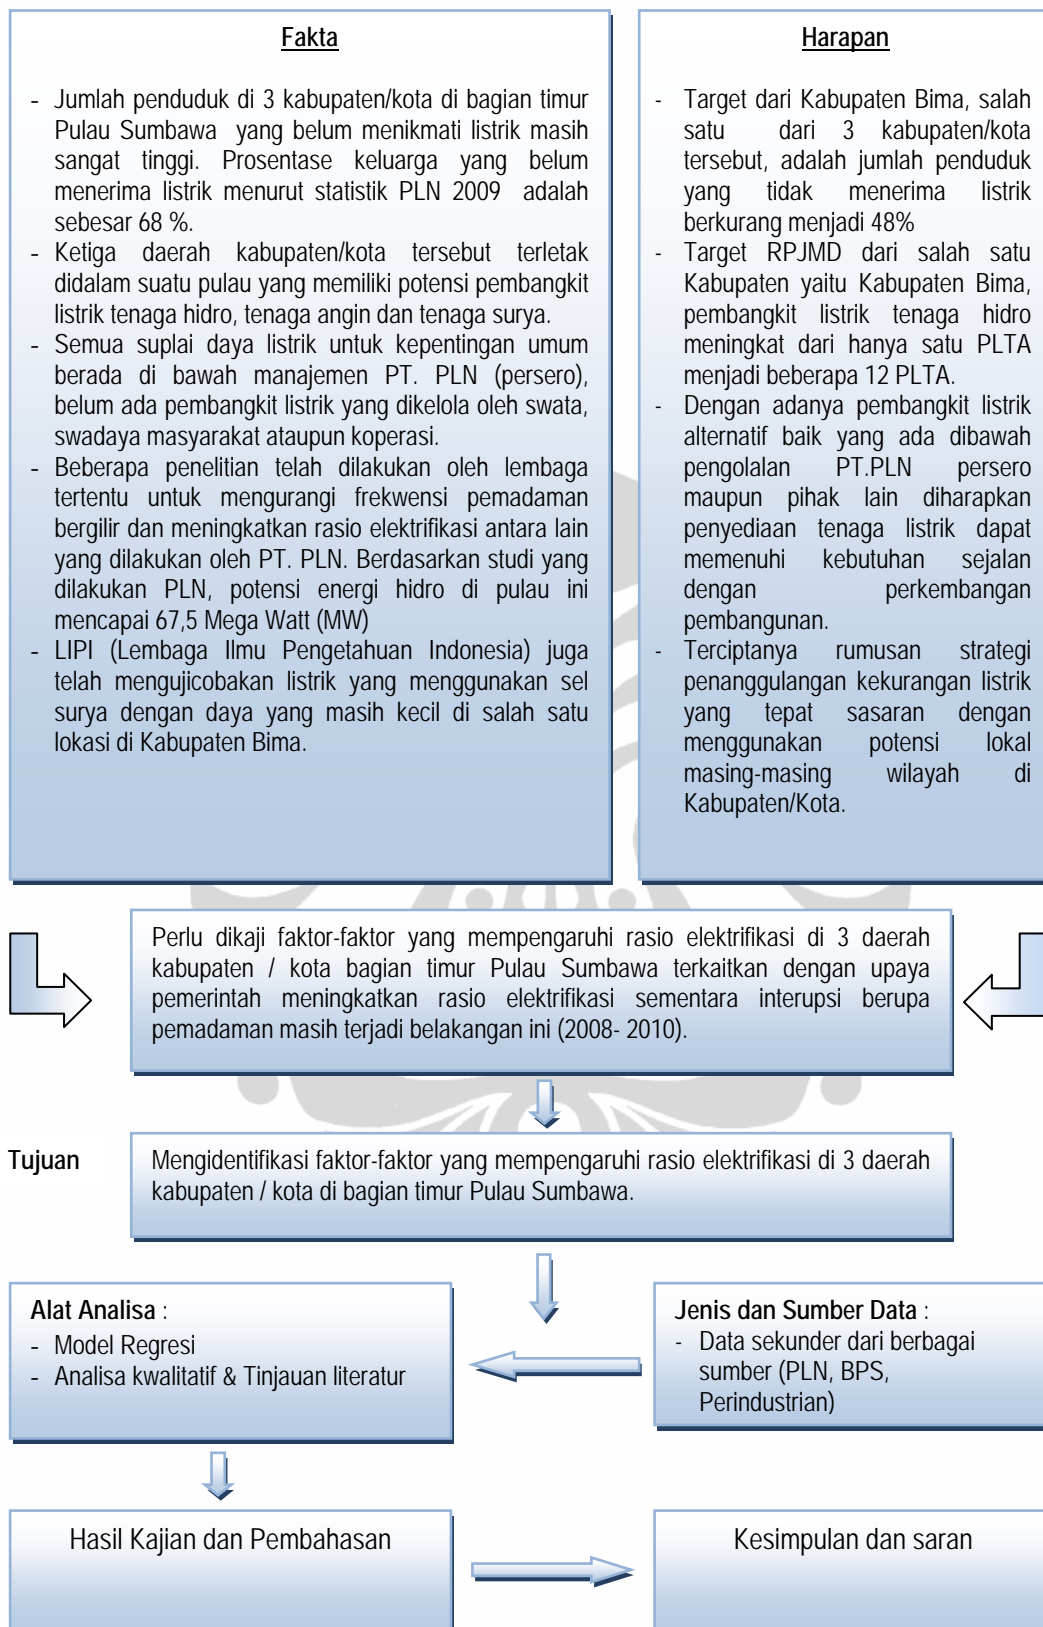 Fakta
- Jumlah penduduk di 3 kabupaten/kota di bagian timur
Pulau Sumbawa yang belum menikmati listrik masih
sangat tinggi. Prosentase keluarga yang belum
menerima listrik menurut statistik PLN 2009 adalah
sebesar 68 %.
- Ketiga daerah kabupaten/kota tersebut terletak
didalam suatu pulau yang memiliki potensi pembangkit
listrik tenaga hidro, tenaga angin dan tenaga surya.
- Semua suplai daya listrik untuk kepentingan umum
berada di bawah manajemen PT. PLN (persero),
belum ada pembangkit listrik yang dikelola oleh swata,
swadaya masyarakat ataupun koperasi.
- Beberapa penelitian telah dilakukan oleh lembaga
tertentu untuk mengurangi frekwensi pemadaman
bergilir dan meningkatkan rasio elektrifikasi antara lain
yang dilakukan oleh PT. PLN. Berdasarkan studi yang
dilakukan PLN, potensi energi hidro di pulau ini
mencapai 67,5 Mega Watt (MW)
- LIPI (Lembaga Ilmu Pengetahuan Indonesia) juga
telah mengujicobakan listrik yang menggunakan sel
surya dengan daya yang masih kecil di salah satu
lokasi di Kabupaten Bima.
Harapan
- Target dari Kabupaten Bima, salah
satu dari 3 kabupaten/kota
tersebut, adalah jumlah penduduk
yang tidak menerima listrik
berkurang menjadi 48%
- Target RPJMD dari salah satu
Kabupaten yaitu Kabupaten Bima,
pembangkit listrik tenaga hidro
meningkat dari hanya satu PLTA
menjadi beberapa 12 PLTA.
- Dengan adanya pembangkit listrik
alternatif baik yang ada dibawah
pengolalan PT.PLN persero
maupun pihak lain diharapkan
penyediaan tenaga listrik dapat
memenuhi kebutuhan sejalan
dengan perkembangan
pembangunan.
- Terciptanya rumusan strategi
penanggulangan kekurangan listrik
yang tepat sasaran dengan
menggunakan potensi lokal
masing-masing wilayah di
Kabupaten/Kota.
Perlu dikaji faktor-faktor yang mempengaruhi rasio elektrifikasi di 3 daerah
kabupaten / kota bagian timur Pulau Sumbawa terkaitkan dengan upaya
pemerintah meningkatkan rasio elektrifikasi sementara interupsi berupa
pemadaman masih terjadi belakangan ini (2008- 2010).
Tujuan
Mengidentifikasi faktor-faktor yang mempengaruhi rasio elektrifikasi di 3 daerah
kabupaten / kota di bagian timur Pulau Sumbawa.
Alat Analisa :
- Model Regresi
- Analisa kwalitatif & Tinjauan literatur
Jenis dan Sumber Data :
- Data sekunder dari berbagai
sumber (PLN, BPS,
Perindustrian)
Hasil Kajian dan Pembahasan
Kesimpulan dan saran